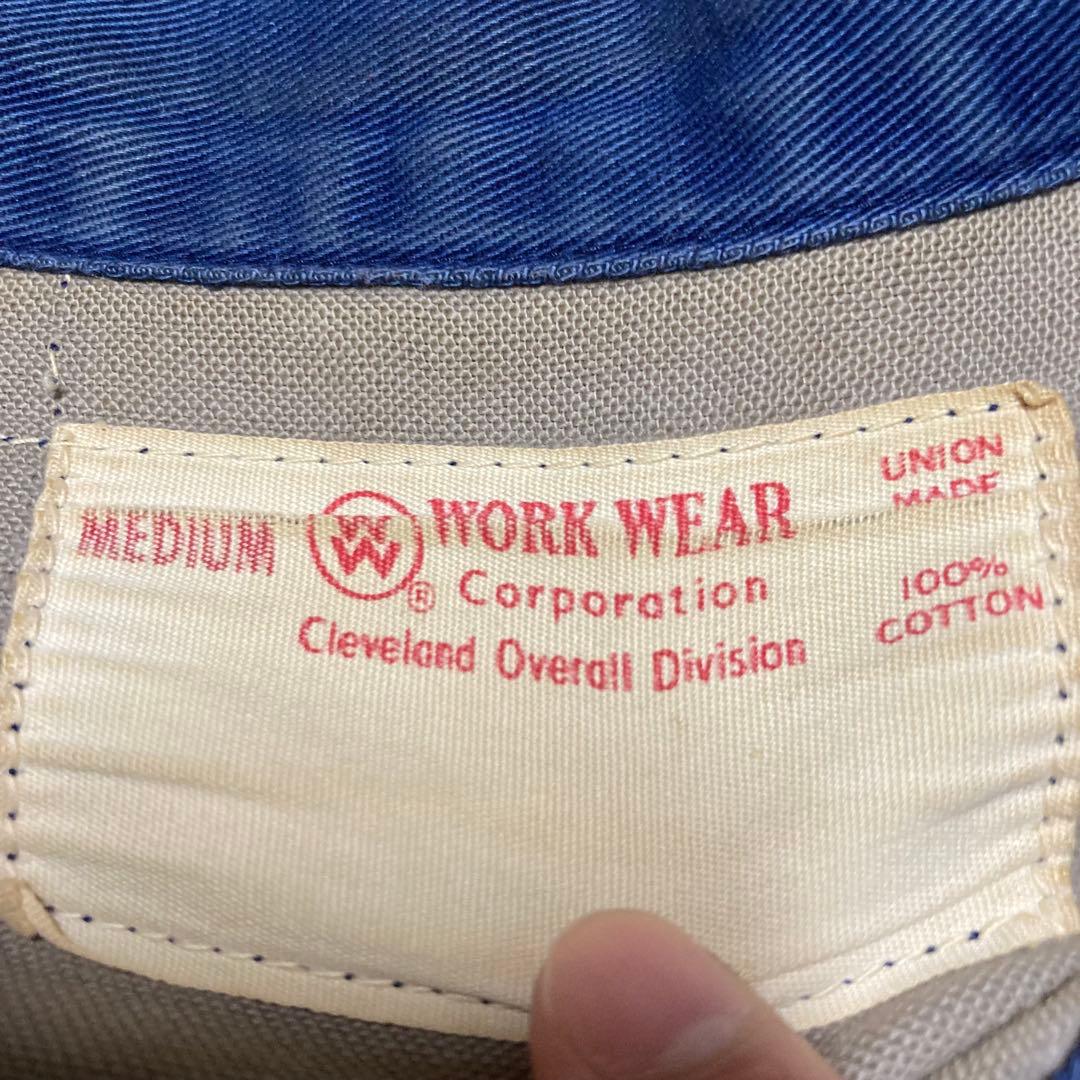 MEDIUM
W
W
®
WORK WEAR
Corporation
Cleveland Overall Division
UNION
MADE
100%
COTTON